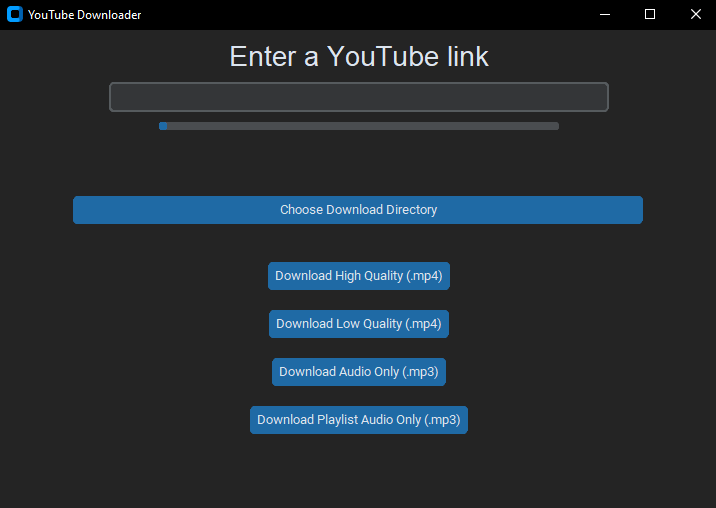 YouTube Downloader
Enter a YouTube link
Choose Download Directory
Download High Quality (.mp4)
Download Low Quality (.mp4)
Download Audio Only (.mp3)
Download Playlist Audio Only (.mp3)